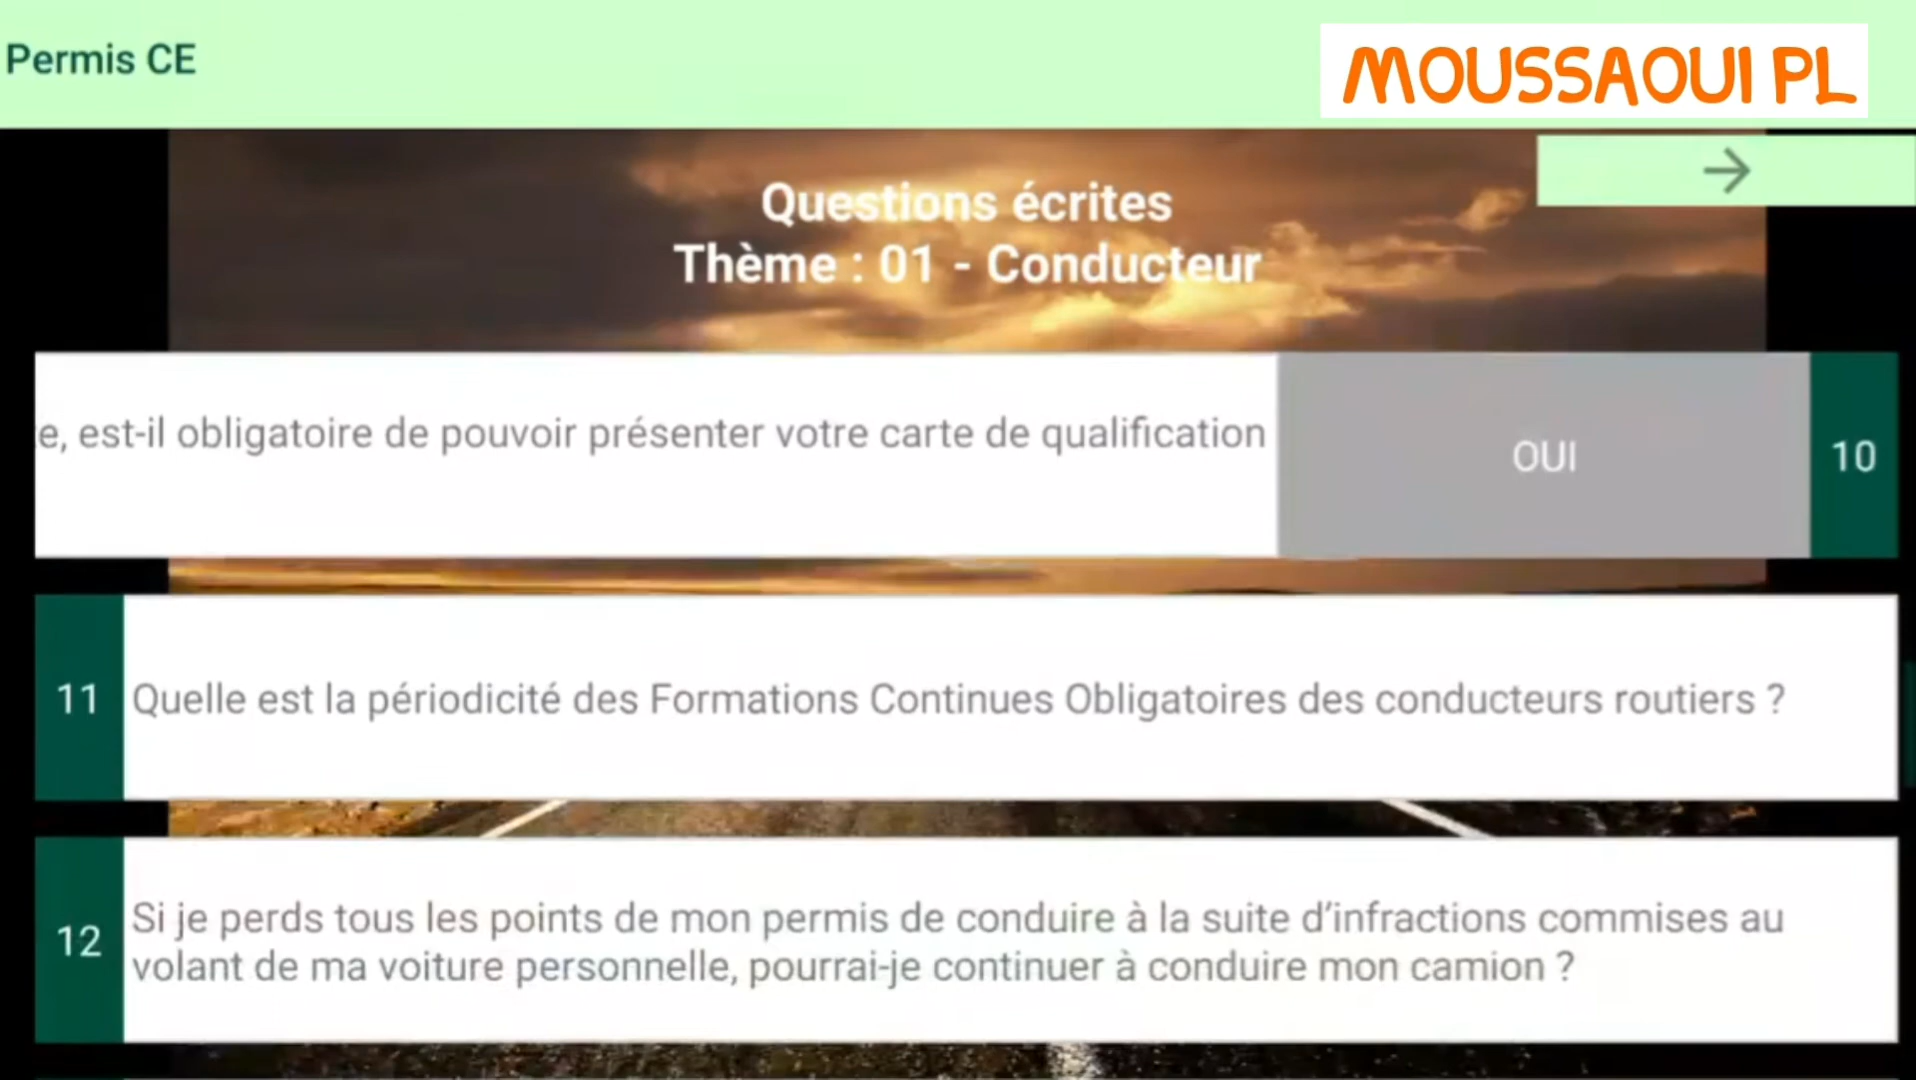 Permis CE
MOUSSAOUI PL
→
Questions écrites
Thème : 01 - Conducteur
e, est-il obligatoire de pouvoir présenter votre carte de qualification
OUI
10
11
Quelle est la périodicité des Formations Continues Obligatoires des conducteurs routiers ?
12
Si je perds tous les points de mon permis de conduire à la suite d’infractions commises au
volant de ma voiture personnelle, pourrai-je continuer à conduire mon camion ?